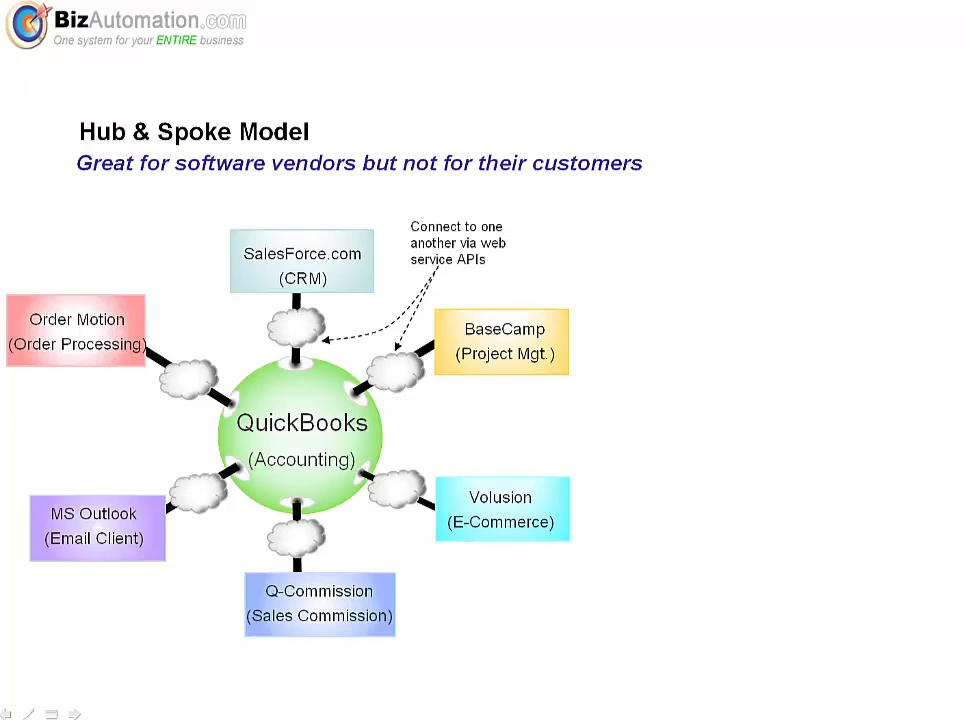 BizAutomation.com
One system for your ENTIRE business
Hub & Spoke Model
Great for software vendors but not for their customers
Connect to one
another via web
service APIs
SalesForce.com
(CRM)
Order Motion
(Order Processing)
BaseCamp
(Project Mgt.)
QuickBooks
(Accounting)
MS Outlook
(Email Client)
Volusion
(E-Commerce)
Q-Commission
(Sales Commission)